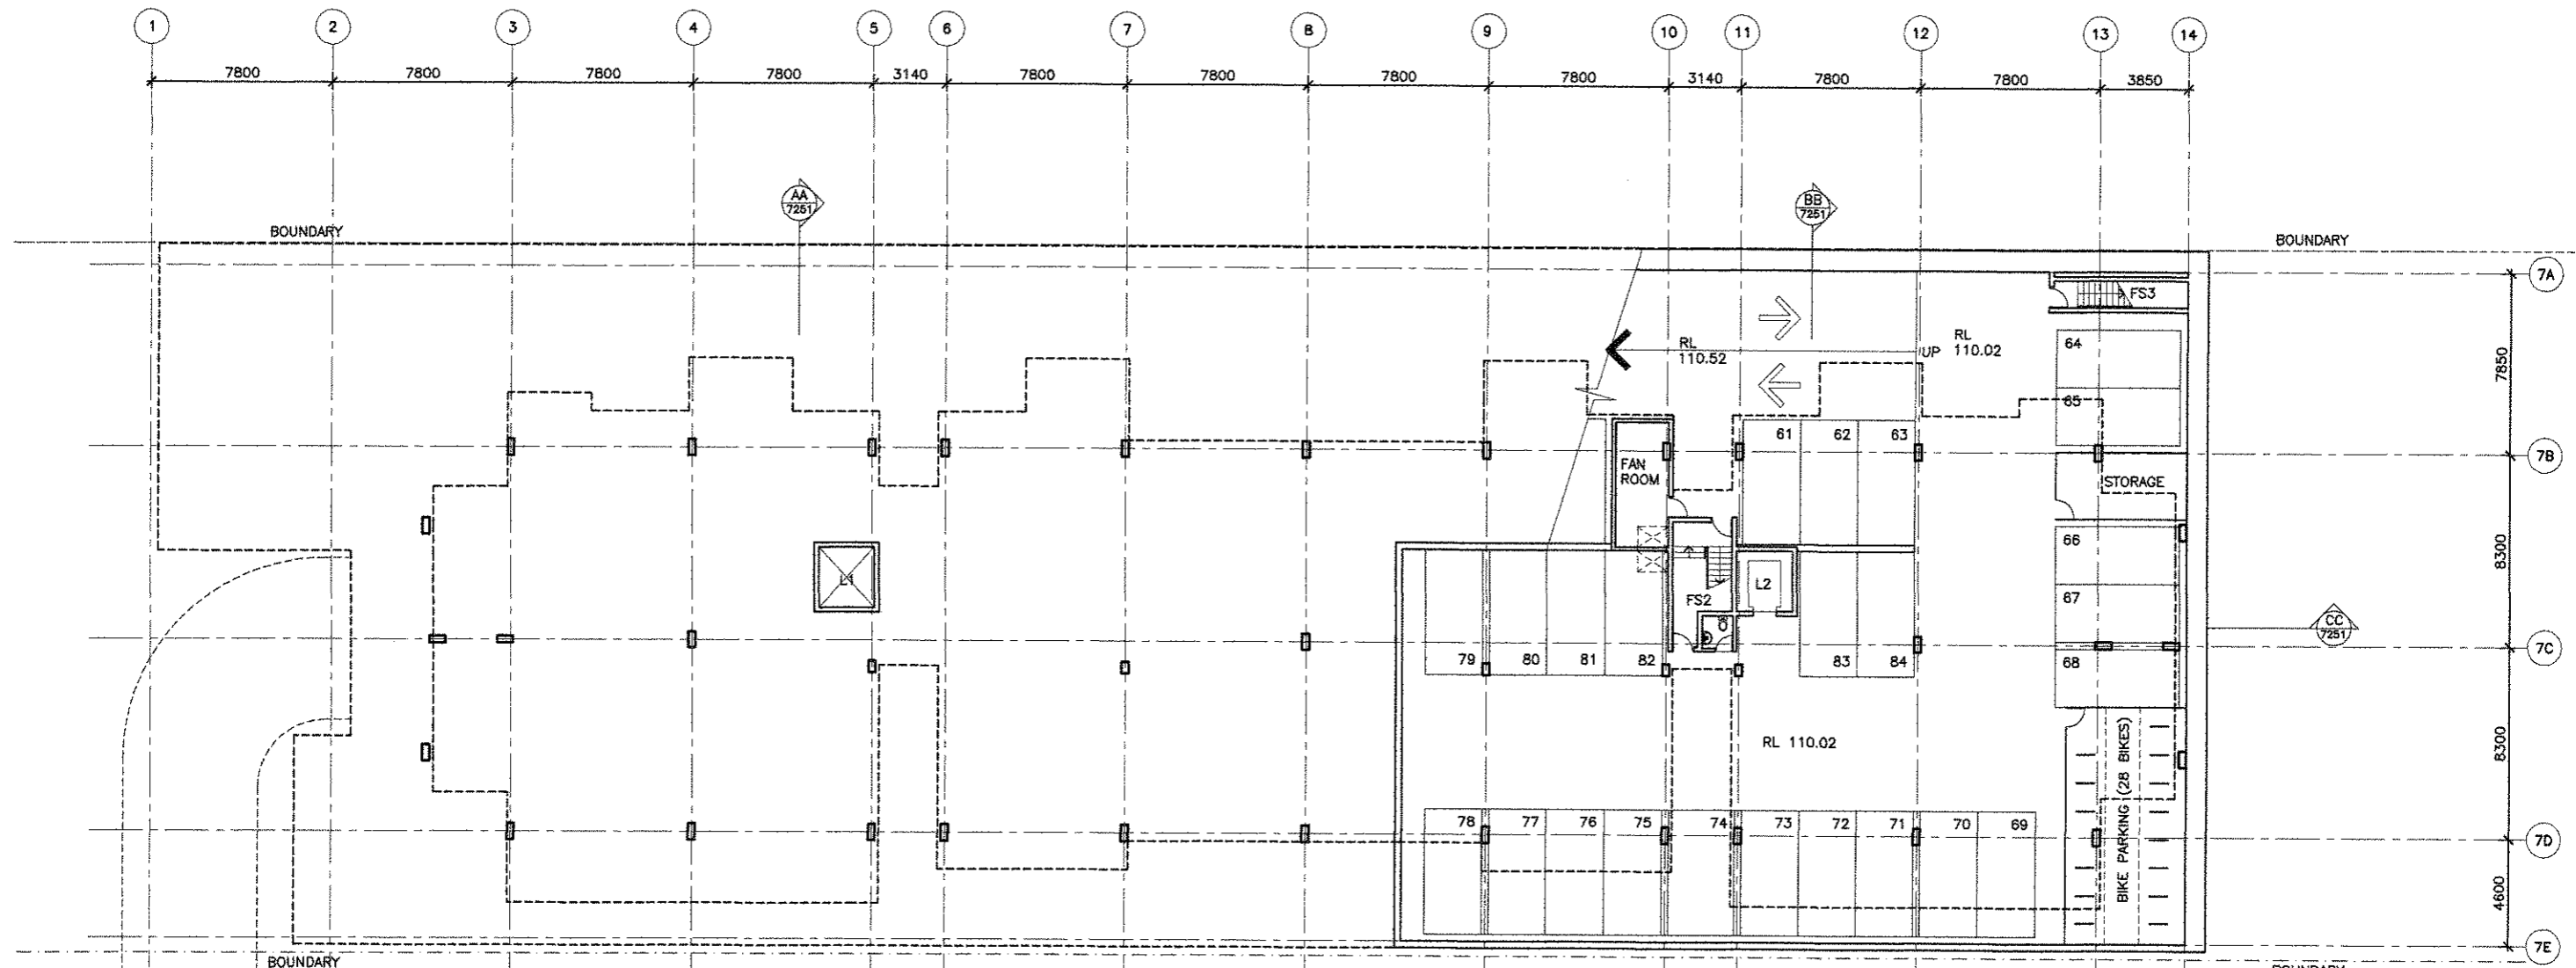 1 2 3 4 5 6 7 8 9 10 11 12 13 14
7800 7800 7800 7800 3140 7800 7800 7800 7800 3140 7800 7800 3850
AA
7251
BB
7251
BOUNDARY
BOUNDARY
7A
FS3
7850
RL
110.52
UP
RL
110.02
64
65
61 62 63
7B
FAN
ROOM
STORAGE
66
8300
L1
L2
FS2
67
CC
7251
7C
79 80 81 82 83 84
68
RL 110.02
8300
BIKE PARKING (28 BIKES)
78 77 76 75 74 73 72 71 70 69
7D
4600
7E
BOUNDARY
BOUNDARY